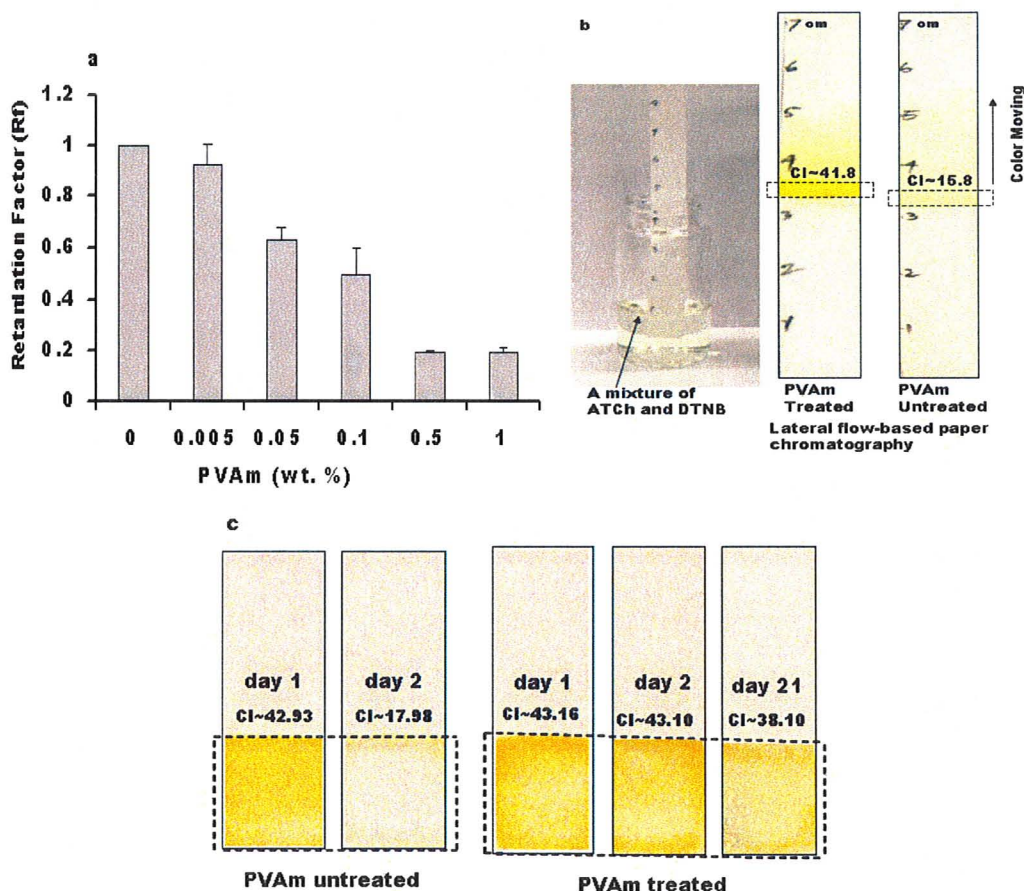 a
Retardation Factor (Rf)
1.2
1
0.8
0.6
0.4
0.2
0
0 0.005 0.05 0.1 0.5 1
PVAm (wt. %)
b
A mixture of
ATCh and DTNB
7 cm
6
5
4
CI~41.8
3
2
1
PVAm
Treated
7 cm
6
5
4
CI~15.8
3
2
1
PVAm
Untreated
Color Moving
Lateral flow-based paper
chromatography
c
day 1
CI~42.93
day 2
CI~17.98
PVAm untreated
day 1
CI~43.16
day 2
CI~43.10
day 21
CI~38.10
PVAm treated